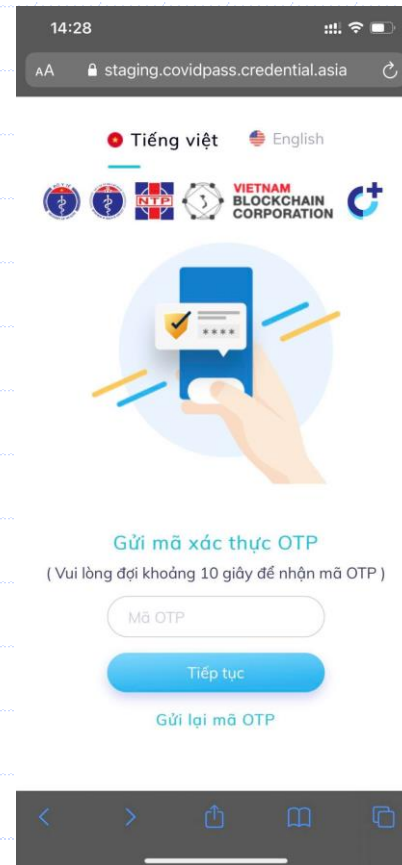 14:28
AA staging.covidpass.credential.asia
Tiếng việt English
NTP
VIETNAM
BLOCKCHAIN
CORPORATION
****
Gửi mã xác thực OTP
( Vui lòng đợi khoảng 10 giây để nhận mã OTP )
Mã OTP
Tiếp tục
Gửi lại mã OTP